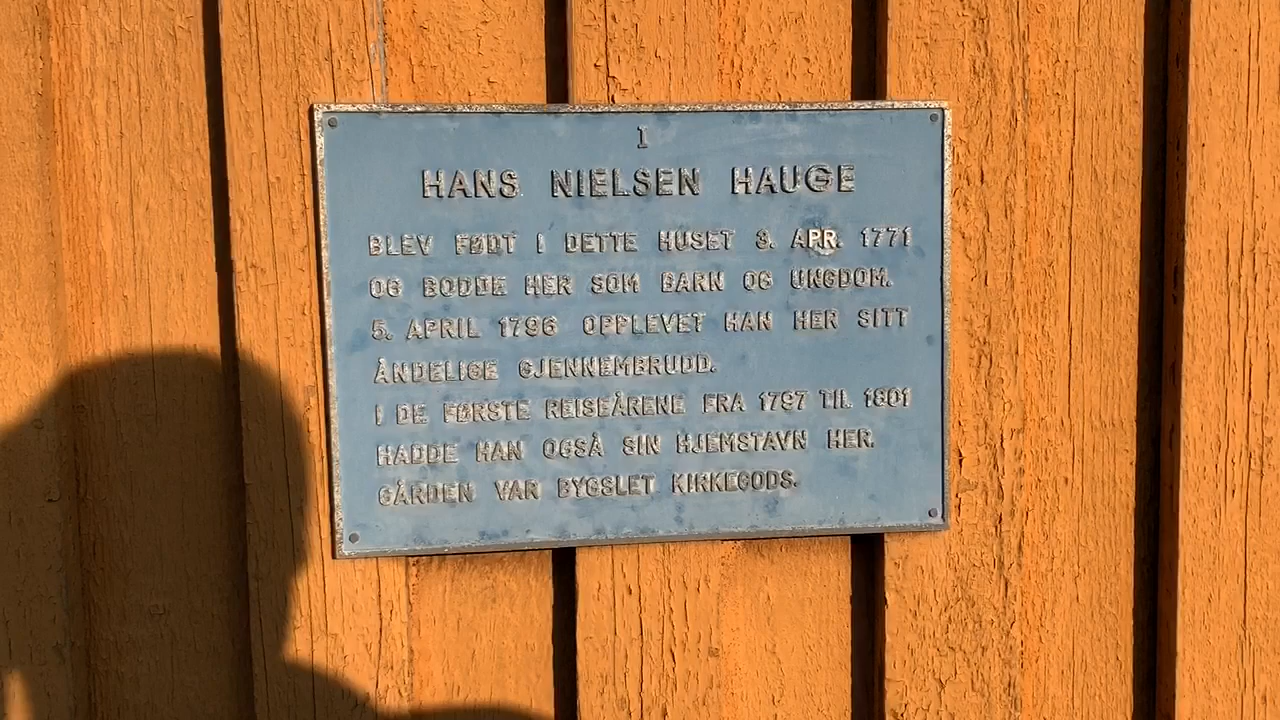 I
HANS NIELSEN HAUGE
BLEV FØDT I DETTE HUSET 3. APR. 1771
OG BODDE HER SOM BARN OG UNGDOM.
5. APRIL 1796 OPPLEVET HAN HER SITT
ÅNDELIGE GJENNEMBRUDD.
I DE FØRSTE REISEÅRENE FRA 1797 TIL 1801
HADDE HAN OGSÅ SIN HJEMSTAVN HER.
GÅRDEN VAR BYGSLET KIRKEGODS.